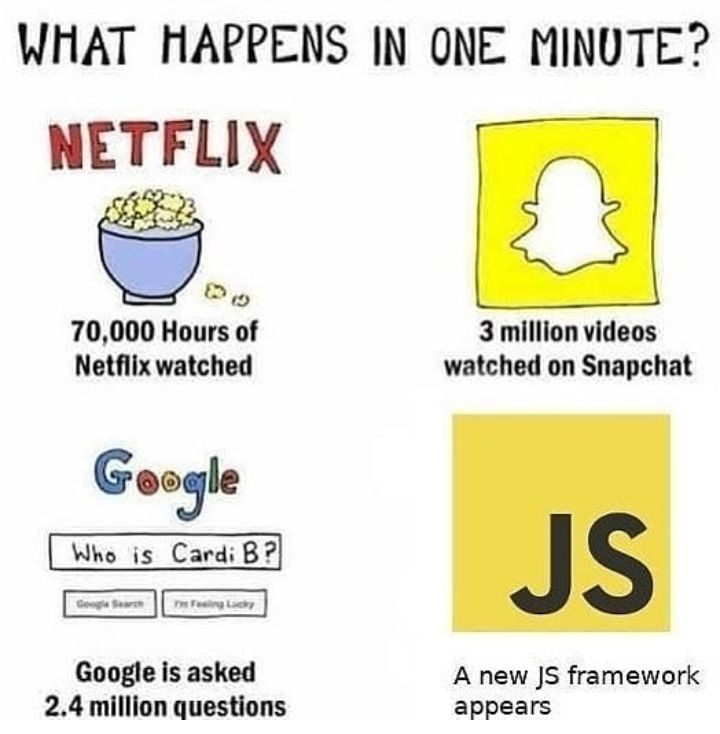 WHAT HAPPENS IN ONE MINUTE?
NETFLIX
70,000 Hours of
Netflix watched
3 million videos
watched on Snapchat
Google
Who is Cardi B?
Google Search
I'm Feeling Lucky
Google is asked
2.4 million questions
JS
A new JS framework
appears